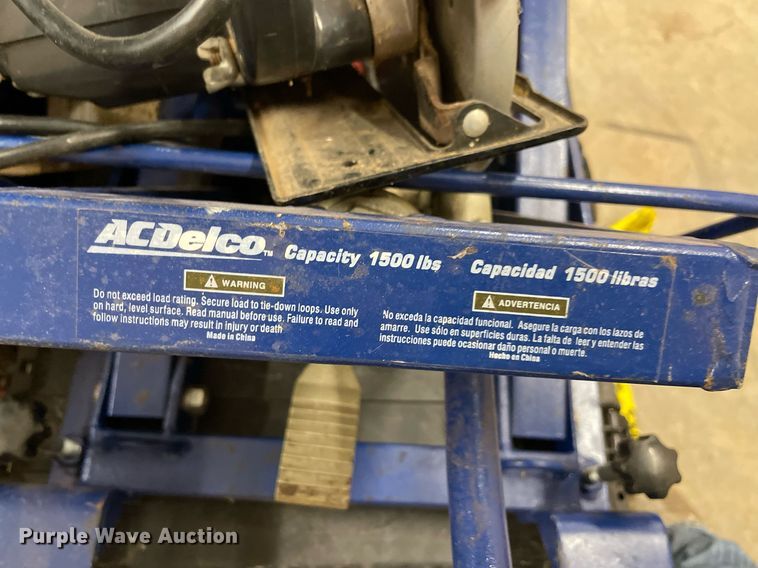 ACDelco™ Capacity 1500 lbs Capacidad 1500 libras
WARNING
Do not exceed load rating. Secure load to tie-down loops. Use only
on hard, level surface. Read manual before use. Failure to read and
follow instructions may result in injury or death
Made in China
ADVERTENCIA
No exceda la capacidad funcional. Asegure la carga con los lazos de
amarre. Use sólo en superficies duras. La falta de leer y entender las
instrucciones puede ocasionar daño personal o muerte.
Hecho en China
Purple Wave Auction